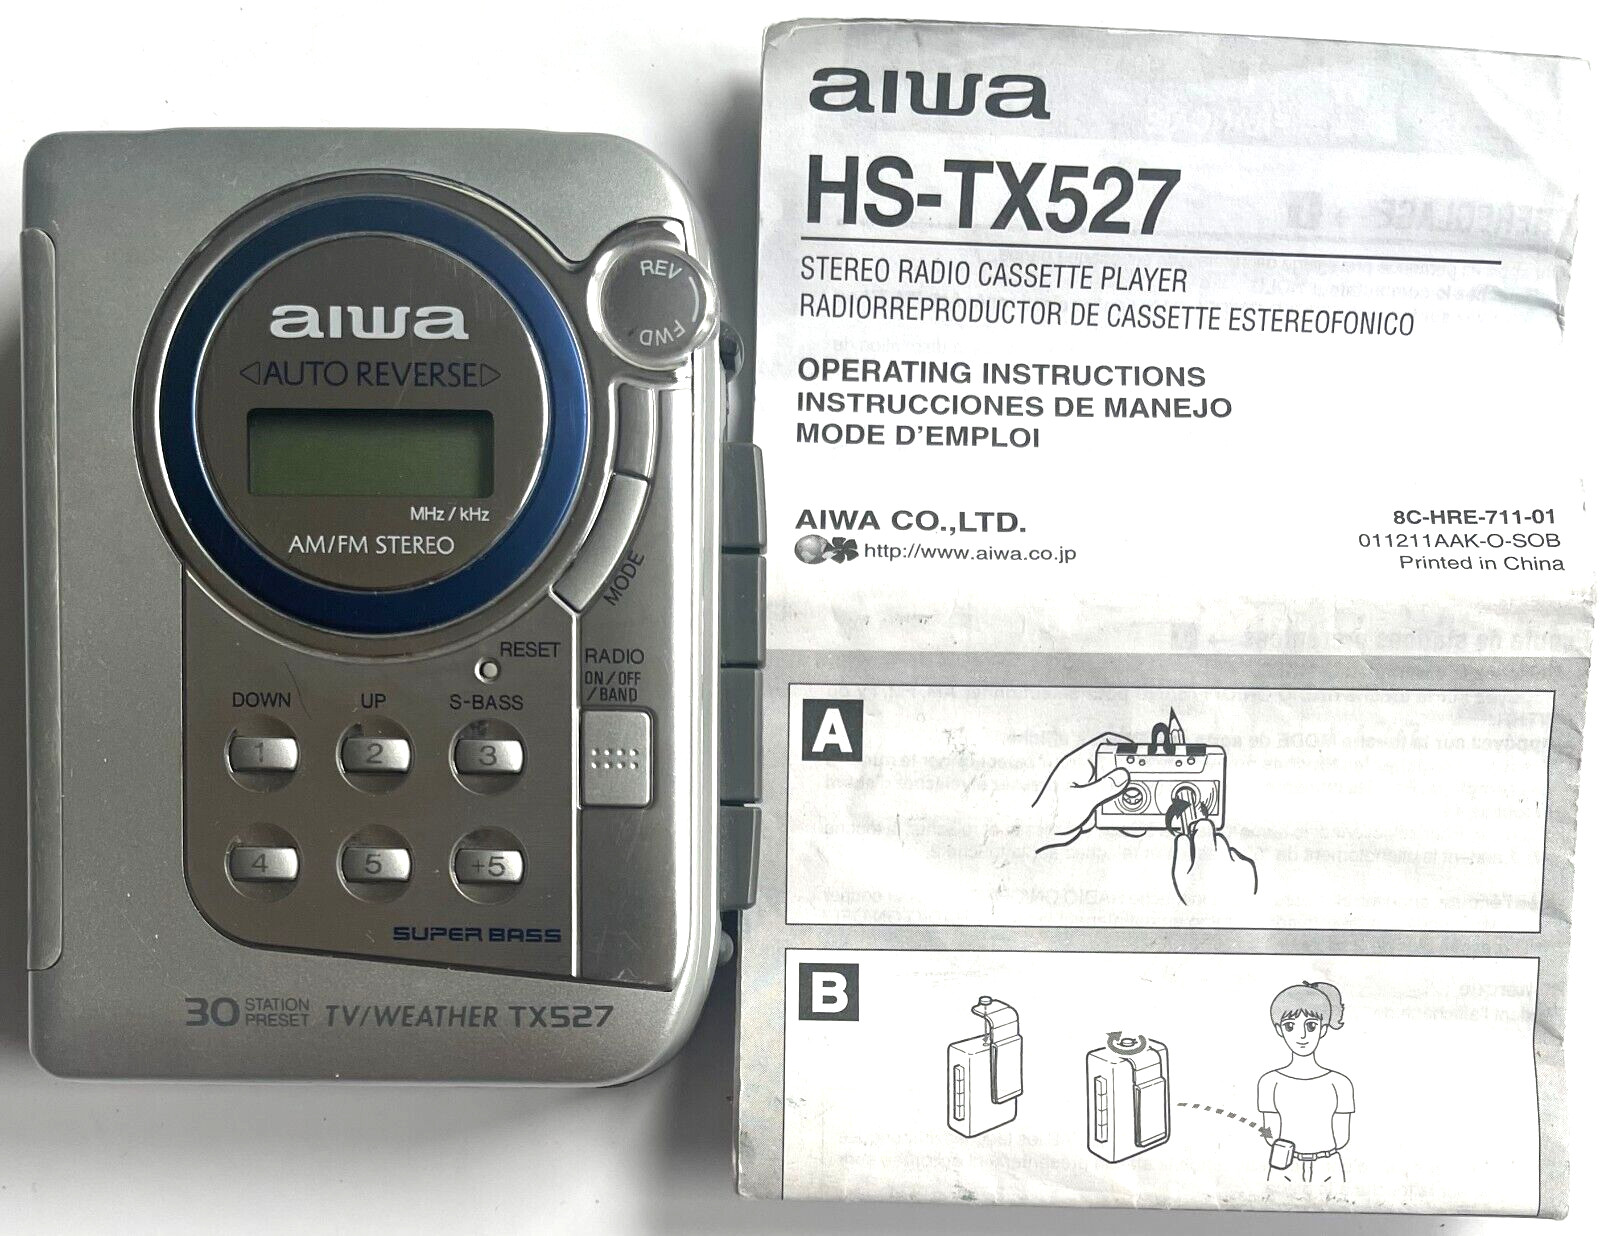 aiwa
◁AUTO REVERSE▷
MHz / kHz
AM/FM STEREO
REV
FWD
MODE
RESET
RADIO
ON/OFF
/BAND
DOWN UP S-BASS
1 2 3
4 5 +5
SUPER BASS
30 STATION
PRESET
TV/WEATHER TX527
aiwa
HS-TX527
STEREO RADIO CASSETTE PLAYER
RADIORREPRODUCTOR DE CASSETTE ESTEREOFONICO
OPERATING INSTRUCTIONS
INSTRUCCIONES DE MANEJO
MODE D'EMPLOI
AIWA CO.,LTD.
http://www.aiwa.co.jp
8C-HRE-711-01
011211AAK-O-SOB
Printed in China
A
B